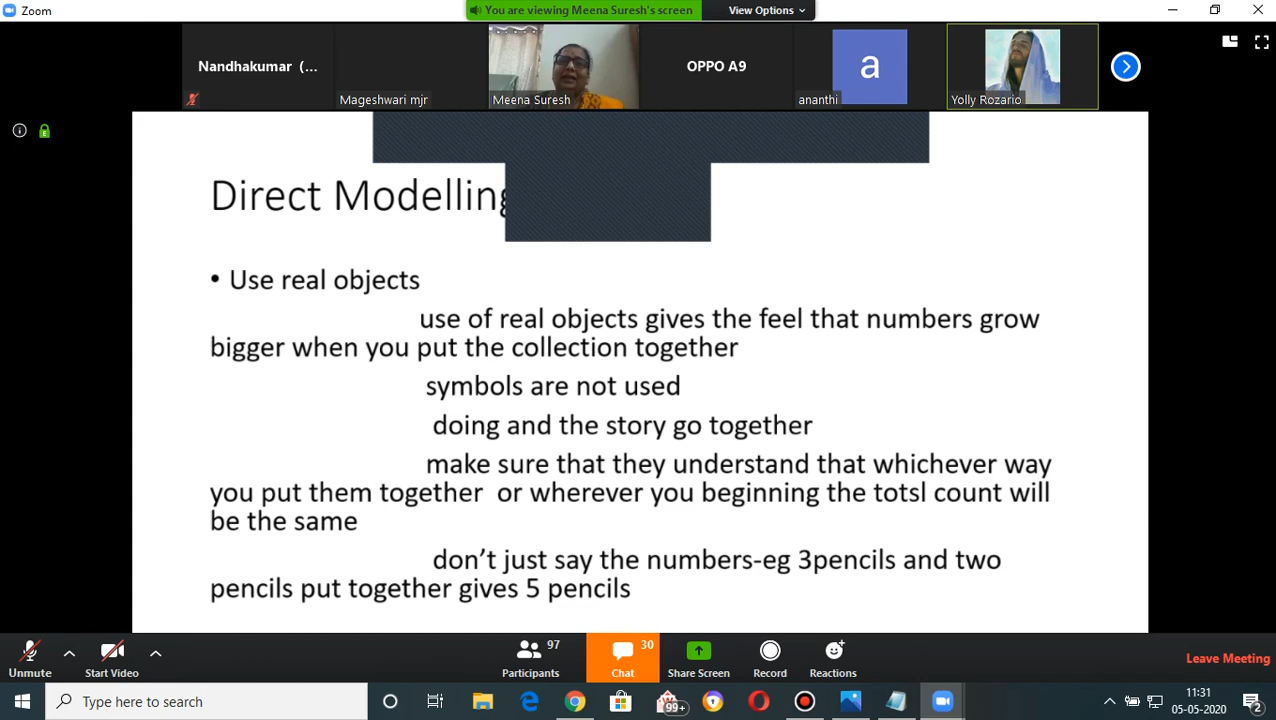 Zoom
You are viewing Meena Suresh's screen
View Options
Nandhakumar (...
Mageshwari mjr
Meena Suresh
OPPO A9
a
ananthi
Yolly Rozario
Direct Modelling
• Use real objects
use of real objects gives the feel that numbers grow
bigger when you put the collection together
symbols are not used
doing and the story go together
make sure that they understand that whichever way
you put them together or wherever you beginning the totsl count will
be the same
don't just say the numbers-eg 3pencils and two
pencils put together gives 5 pencils
Unmute
Start Video
97
Participants
30
Chat
Share Screen
Record
Reactions
Leave Meeting
Type here to search
99+
11:31
05-05-2020
2